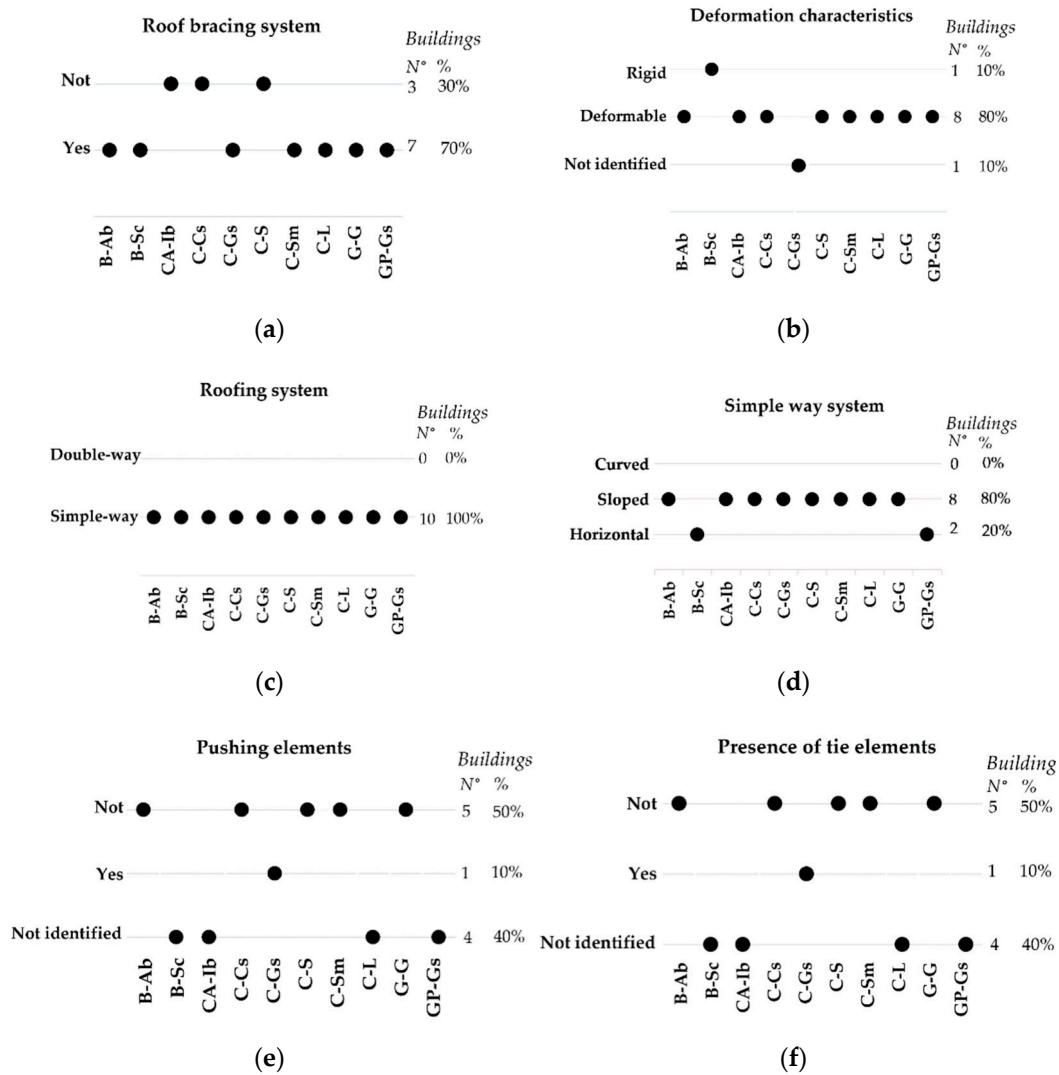 Roof bracing system
Buildings
N° %
Not 3 30%
Yes 7 70%
B-Ab B-Sc CA-Ib C-Cs C-Gs C-S C-Sm C-L G-G GP-Gs
(a)
Deformation characteristics
Buildings
N° %
Rigid 1 10%
Deformable 8 80%
Not identified 1 10%
B-Ab B-Sc CA-Ib C-Cs C-Gs C-S C-Sm C-L G-G GP-Gs
(b)
Roofing system
Buildings
N° %
Double-way 0 0%
Simple-way 10 100%
B-Ab B-Sc CA-Ib C-Cs C-Gs C-S C-Sm C-L G-G GP-Gs
(c)
Simple way system
Buildings
N° %
Curved 0 0%
Sloped 8 80%
Horizontal 2 20%
B-Ab B-Sc CA-Ib C-Cs C-Gs C-S C-Sm C-L G-G GP-Gs
(d)
Pushing elements
Buildings
N° %
Not 5 50%
Yes 1 10%
Not identified 4 40%
B-Ab B-Sc CA-Ib C-Cs C-Gs C-S C-Sm C-L G-G GP-Gs
(e)
Presence of tie elements
Building
N° %
Not 5 50%
Yes 1 10%
Not identified 4 40%
B-Ab B-Sc CA-Ib C-Cs C-Gs C-S C-Sm C-L G-G GP-Gs
(f)